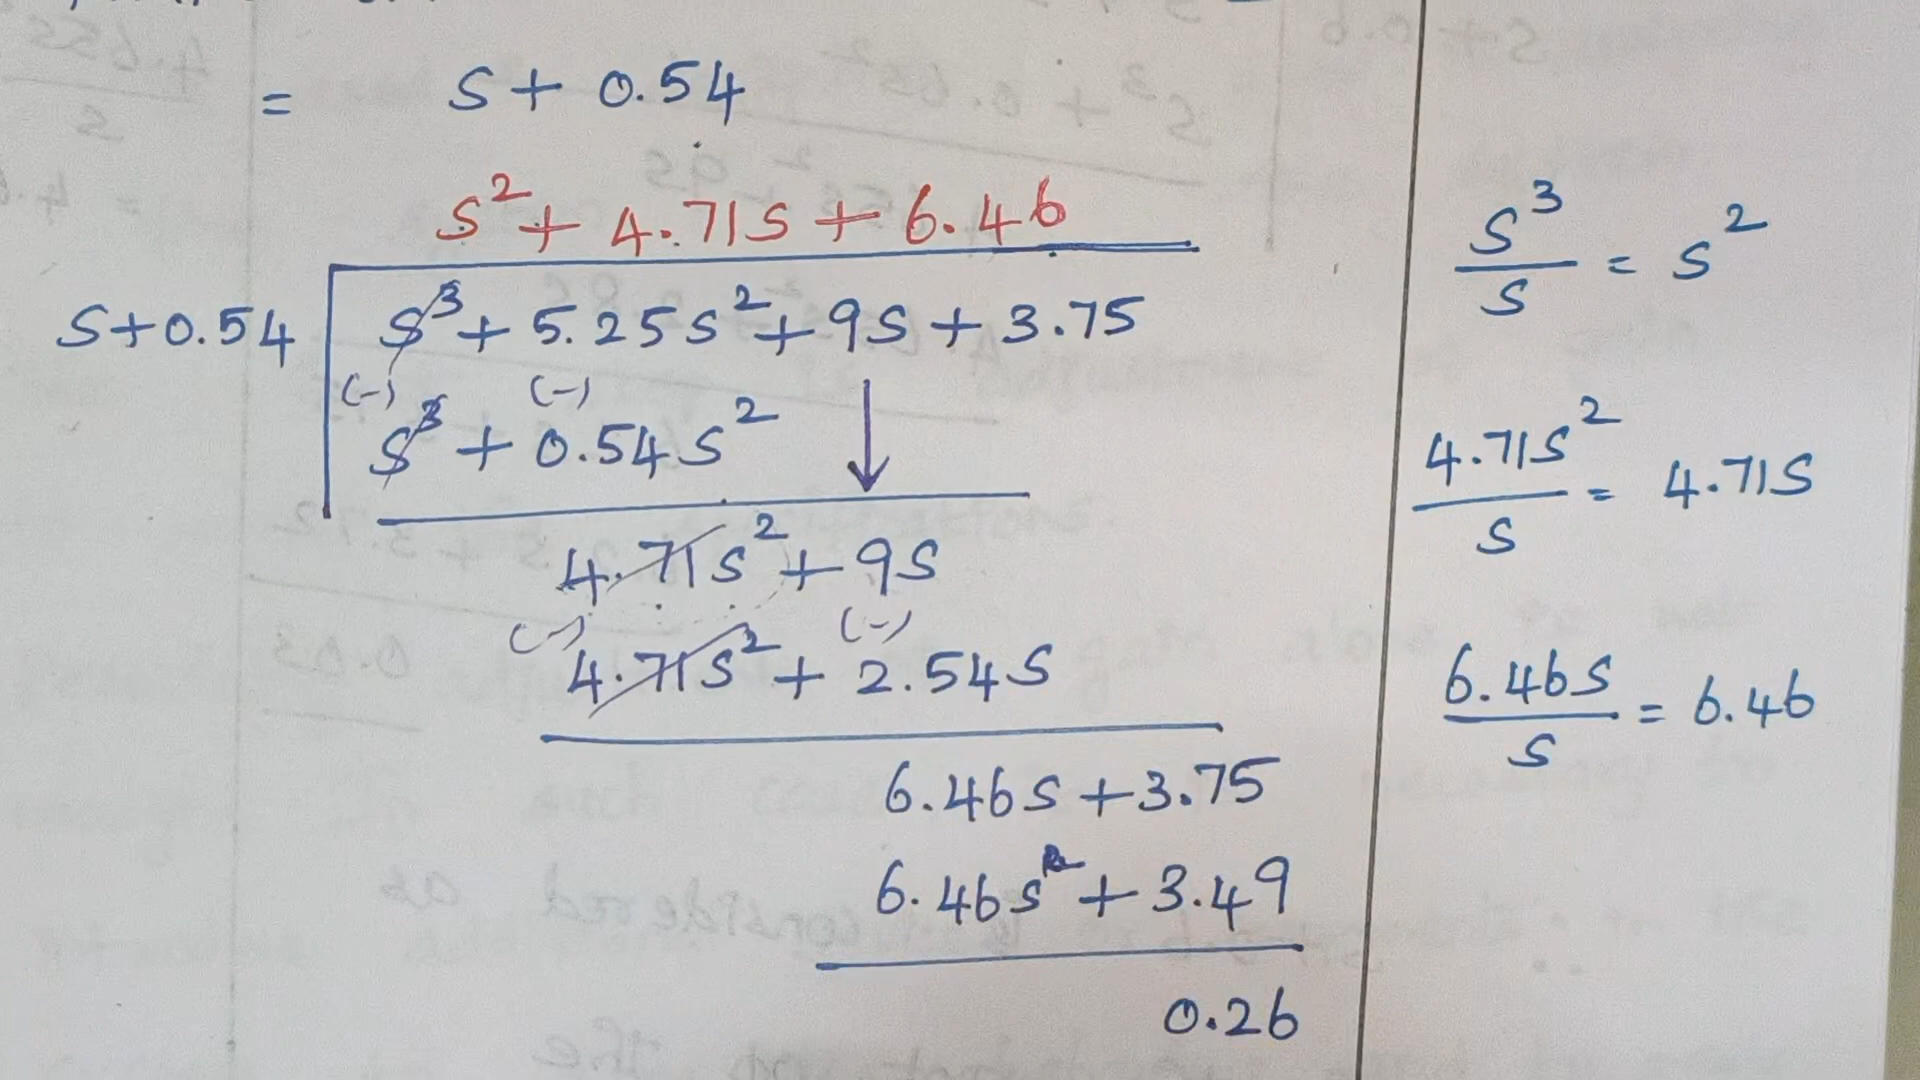 = s + 0.54
s² + 4.71s + 6.46
s + 0.54 s³ + 5.25s² + 9s + 3.75
(-) (-)
s³ + 0.54s²
4.71s² + 9s
(-) (-)
4.71s² + 2.54s
6.46s + 3.75
6.46s + 3.49
0.26
s³/s = s²
4.71s²/s = 4.71s
6.46s/s = 6.46